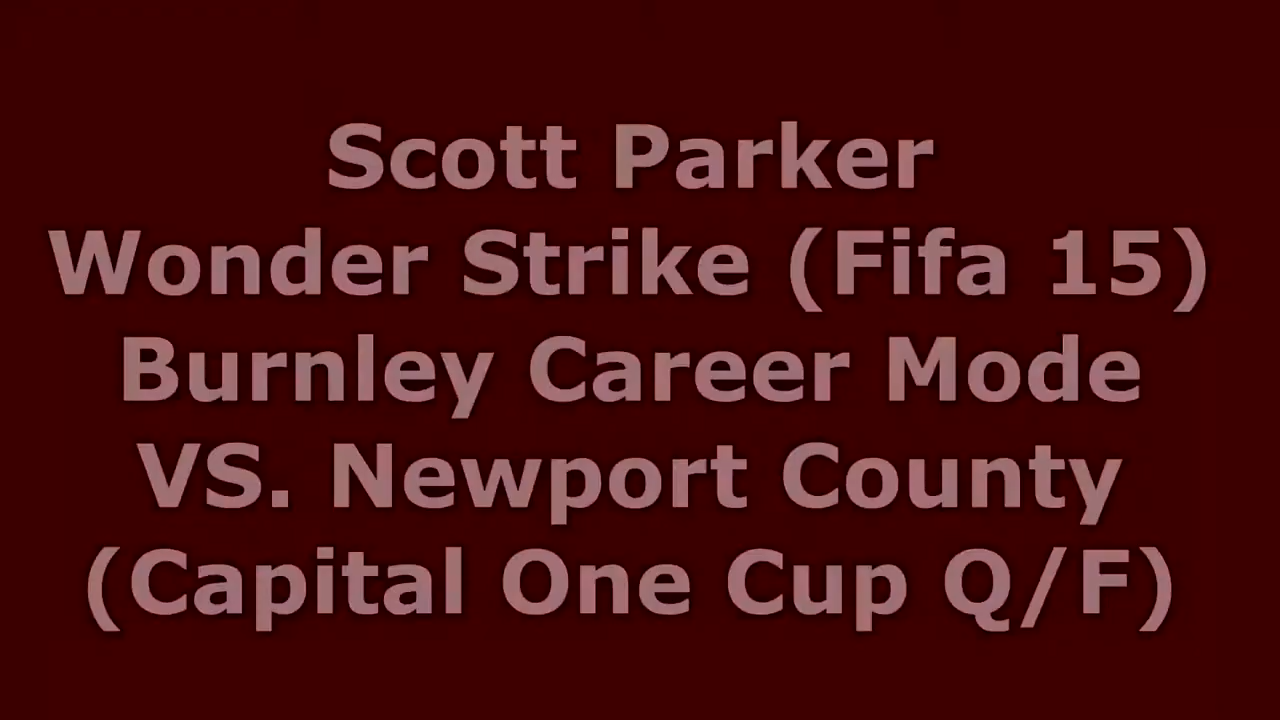 Scott Parker
Wonder Strike (Fifa 15)
Burnley Career Mode
VS. Newport County
(Capital One Cup Q/F)